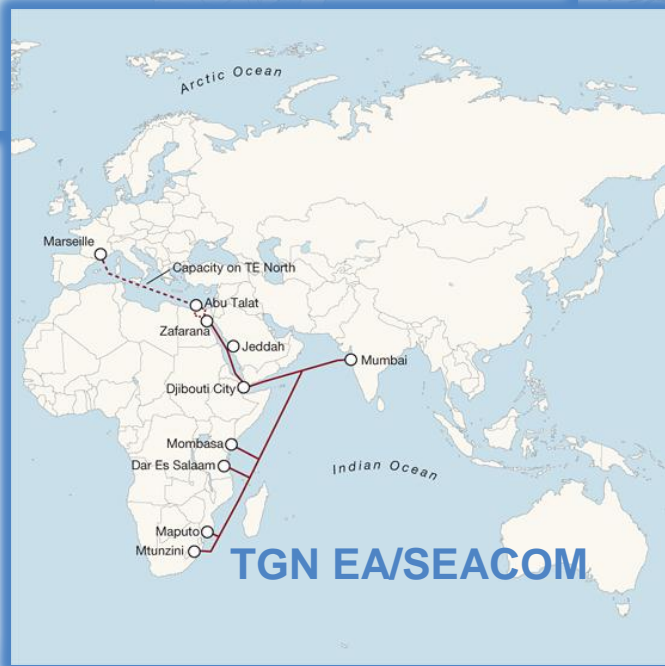 Arctic Ocean
Marseille
Capacity on TE North
Abu Talat
Zafarana
Jeddah
Mumbai
Djibouti City
Mombasa
Dar Es Salaam
Indian Ocean
Maputo
Mtunzini
TGN EA/SEACOM